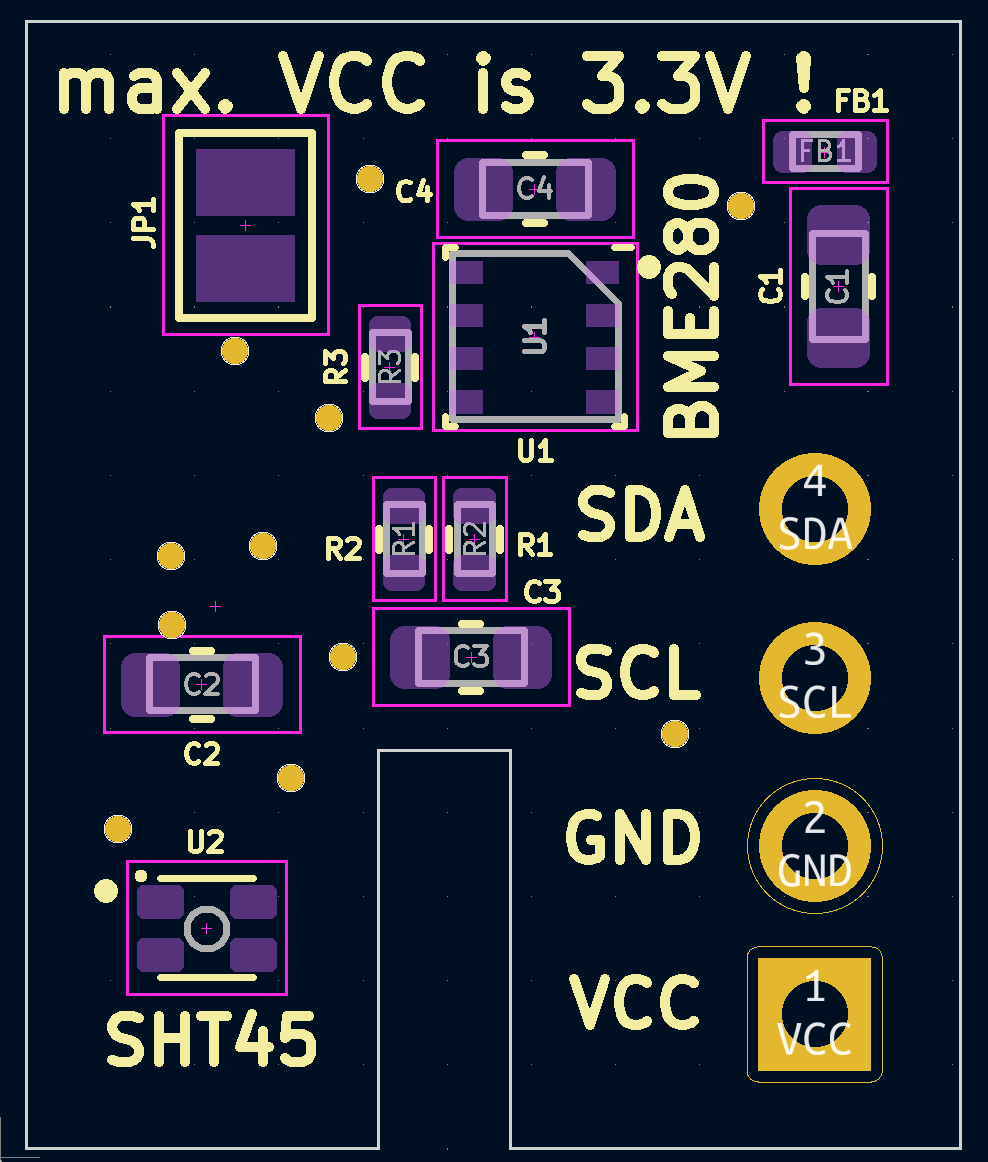 max. VCC is 3.3V !
FB1
FB1
JP1
C4
C4
BME280
C1
C1
R3
R3
U1
U1
4
SDA
SDA
R2
R1
R2
R1
C3
C3
3
SCL
SCL
C2
C2
2
GND
GND
U2
1
VCC
VCC
SHT45